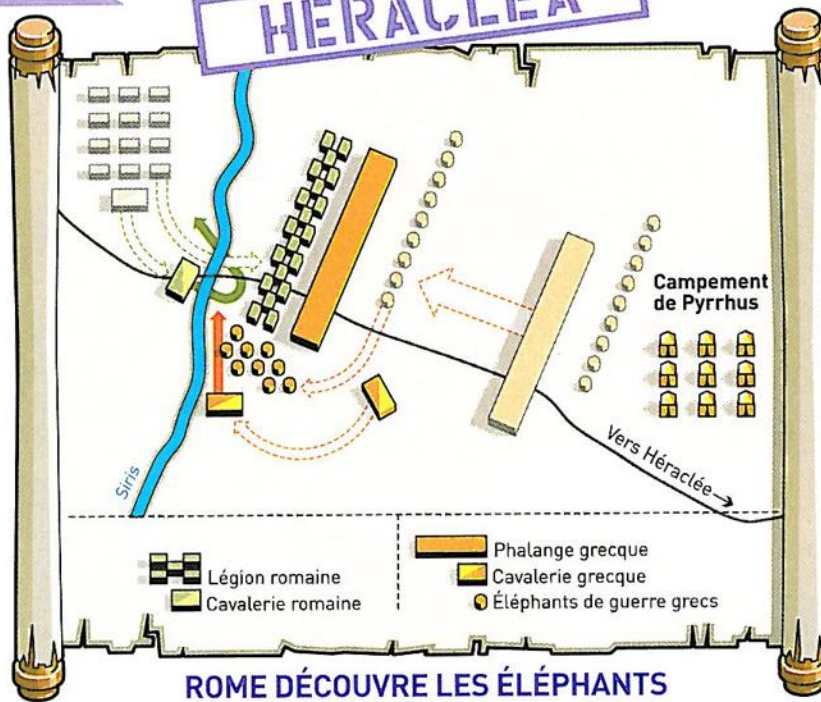 HERACLEA
Campement
de Pyrrhus
Vers Héraclée
Siris
Légion romaine
Cavalerie romaine
Phalange grecque
Cavalerie grecque
Éléphants de guerre grecs
ROME DÉCOUVRE LES ÉLÉPHANTS